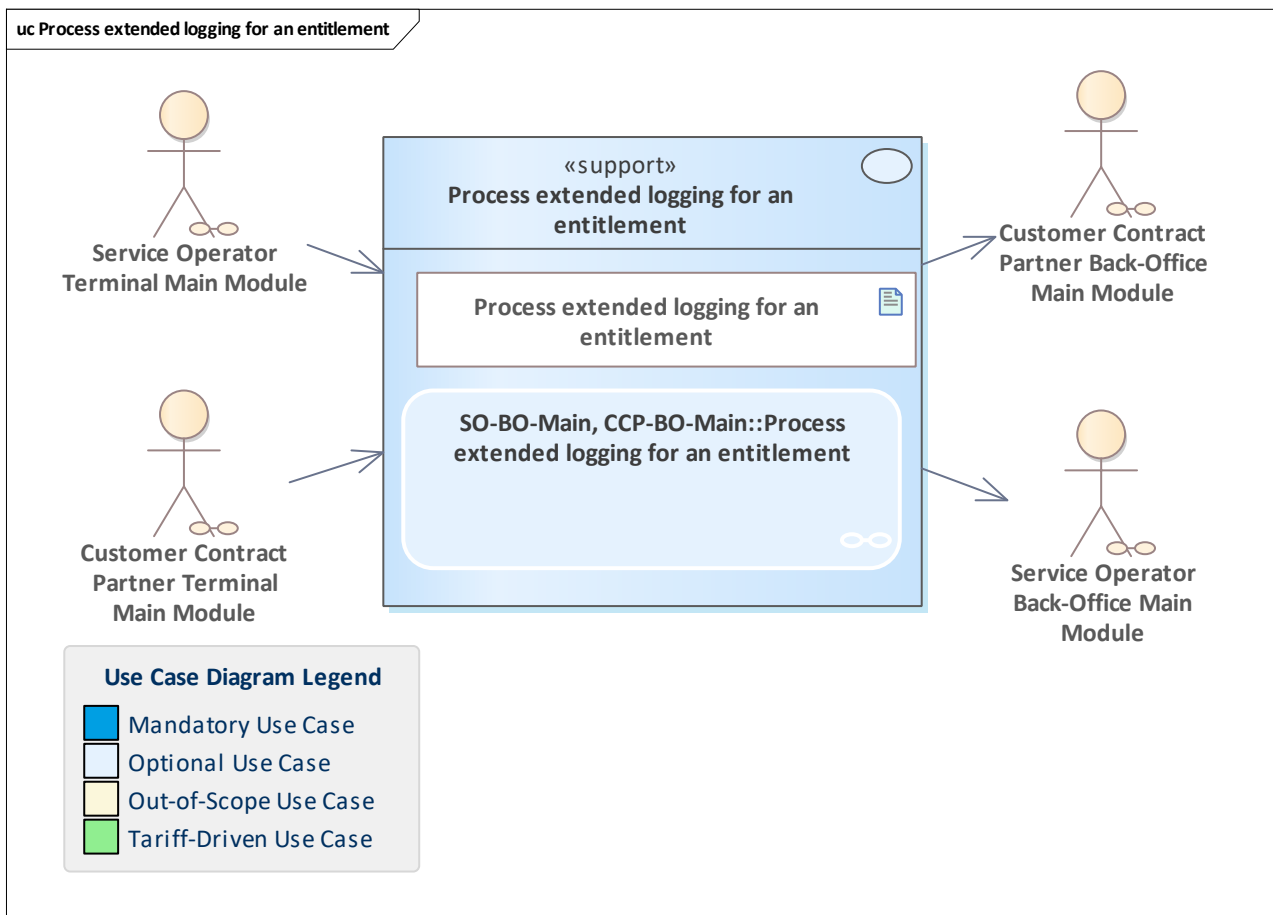 uc Process extended logging for an entitlement
«support»
Process extended logging for an
entitlement
Service Operator
Terminal Main Module
Customer Contract
Partner Back-Office
Main Module
Process extended logging for an
entitlement
SO-BO-Main, CCP-BO-Main::Process
extended logging for an entitlement
Customer Contract
Partner Terminal
Main Module
Service Operator
Back-Office Main
Module
Use Case Diagram Legend
Mandatory Use Case
Optional Use Case
Out-of-Scope Use Case
Tariff-Driven Use Case